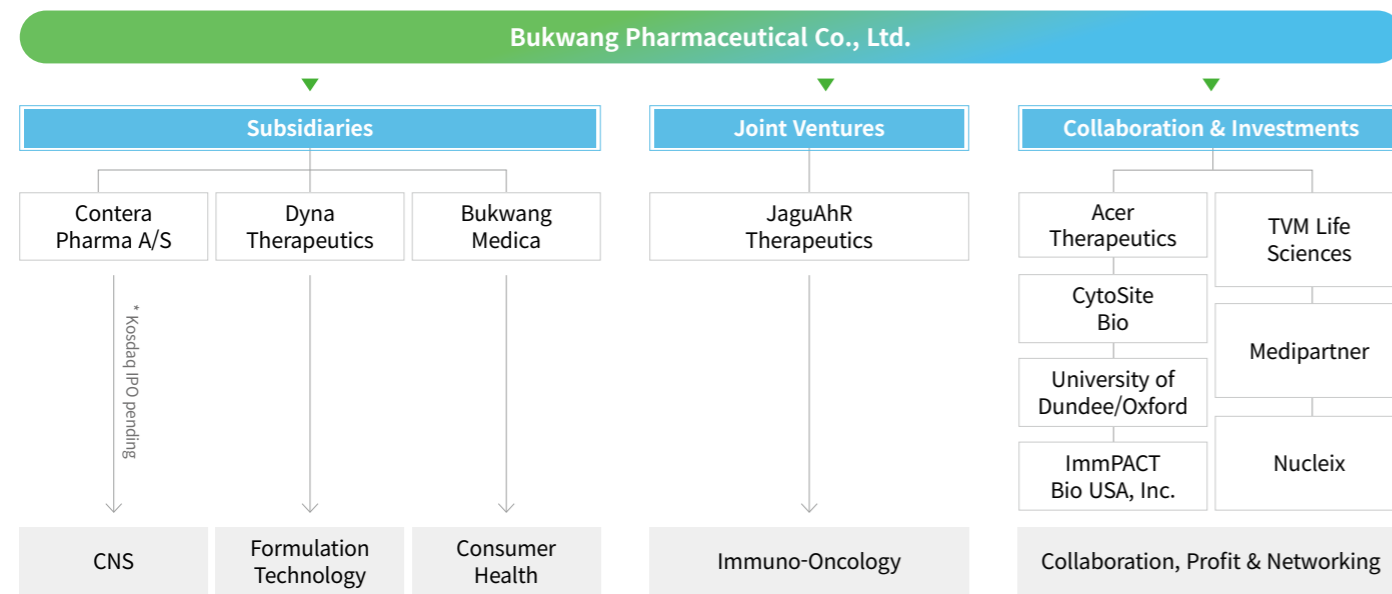 Bukwang Pharmaceutical Co., Ltd.
Subsidiaries
Joint Ventures
Collaboration & Investments
Contera
Pharma A/S
Dyna
Therapeutics
Bukwang
Medica
JaguAhR
Therapeutics
Acer
Therapeutics
CytoSite
Bio
University of
Dundee/Oxford
ImmPACT
Bio USA, Inc.
TVM Life
Sciences
Medipartner
Nucleix
* Kosdaq IPO pending
CNS
Formulation
Technology
Consumer
Health
Immuno-Oncology
Collaboration, Profit & Networking